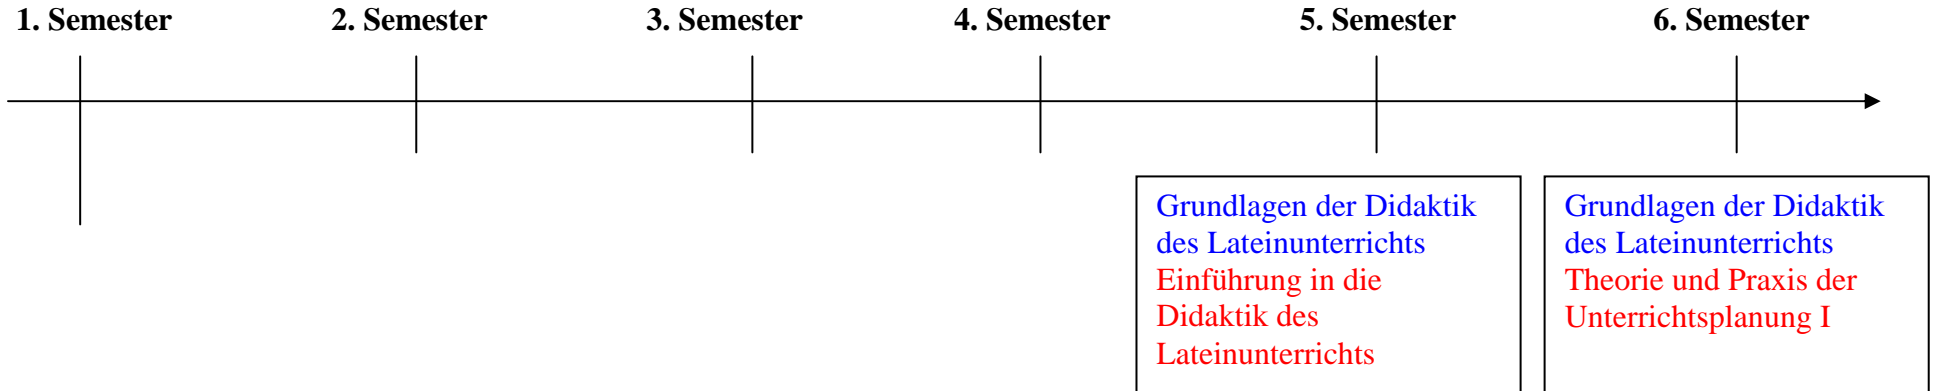 1. Semester 2. Semester 3. Semester 4. Semester 5. Semester 6. Semester
Grundlagen der Didaktik
des Lateinunterrichts
Einführung in die
Didaktik des
Lateinunterrichts
Grundlagen der Didaktik
des Lateinunterrichts
Theorie und Praxis der
Unterrichtsplanung I